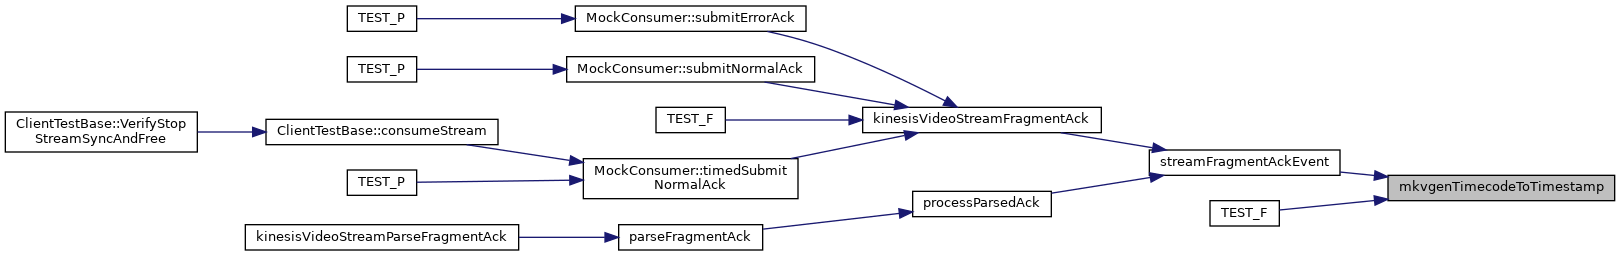 TEST_P
MockConsumer::submitErrorAck
TEST_P
MockConsumer::submitNormalAck
ClientTestBase::VerifyStop
StreamSyncAndFree
ClientTestBase::consumeStream
TEST_F
kinesisVideoStreamFragmentAck
TEST_P
MockConsumer::timedSubmit
NormalAck
streamFragmentAckEvent
mkvgenTimecodeToTimestamp
processParsedAck
TEST_F
kinesisVideoStreamParseFragmentAck
parseFragmentAck